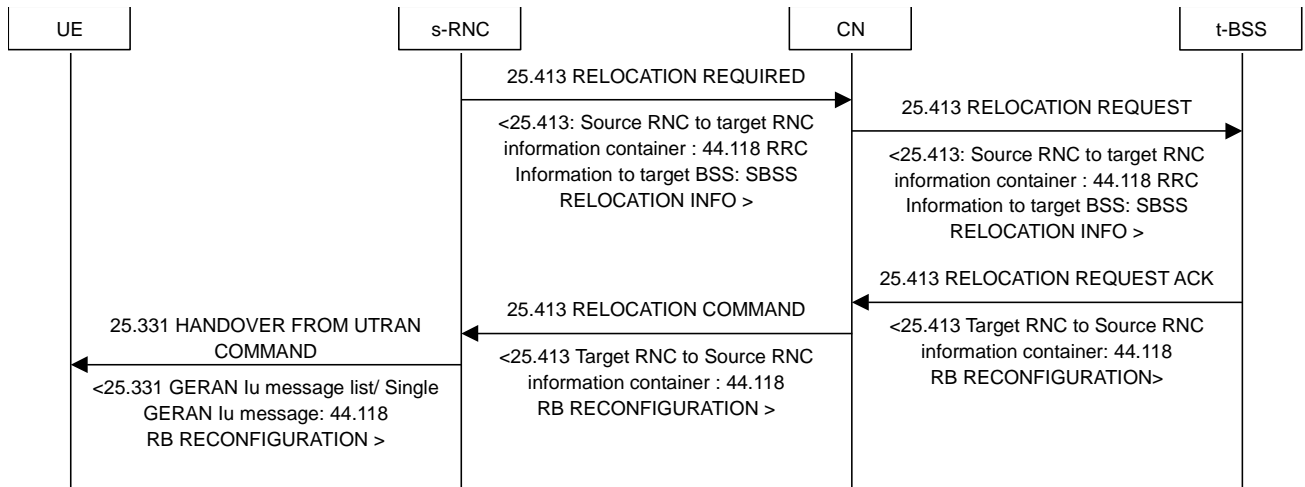 UE
s-RNC
CN
t-BSS
25.413 RELOCATION REQUIRED
<25.413: Source RNC to target RNC
information container : 44.118 RRC
Information to target BSS: SBSS
RELOCATION INFO >
25.413 RELOCATION REQUEST
<25.413: Source RNC to target RNC
information container : 44.118 RRC
Information to target BSS: SBSS
RELOCATION INFO >
25.413 RELOCATION REQUEST ACK
<25.413 Target RNC to Source RNC
information container: 44.118
RB RECONFIGURATION>
25.413 RELOCATION COMMAND
<25.413 Target RNC to Source RNC
information container : 44.118
RB RECONFIGURATION >
25.331 HANDOVER FROM UTRAN
COMMAND
<25.331 GERAN Iu message list/ Single
GERAN Iu message: 44.118
RB RECONFIGURATION >